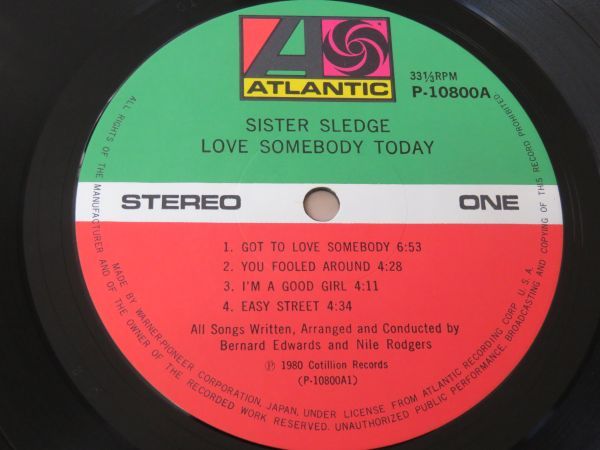 ATLANTIC
33⅓RPM
P-10800A
SISTER SLEDGE
LOVE SOMEBODY TODAY
STEREO
ONE
1. GOT TO LOVE SOMEBODY 6:53
2. YOU FOOLED AROUND 4:28
3. I'M A GOOD GIRL 4:11
4. EASY STREET 4:34
All Songs Written, Arranged and Conducted by
Bernard Edwards and Nile Rodgers
Ⓟ 1980 Cotillion Records
(P-10800A1)
ALL RIGHTS OF THE MANUFACTURER AND OF THE OWNER OF THE RECORDED WORK RESERVED. UNAUTHORIZED PUBLIC PERFORMANCE, BROADCASTING AND COPYING OF THIS RECORD PROHIBITED
MADE BY WARNER-PIONEER CORPORATION, JAPAN, UNDER LICENSE FROM ATLANTIC RECORDING CORP. U.S.A.